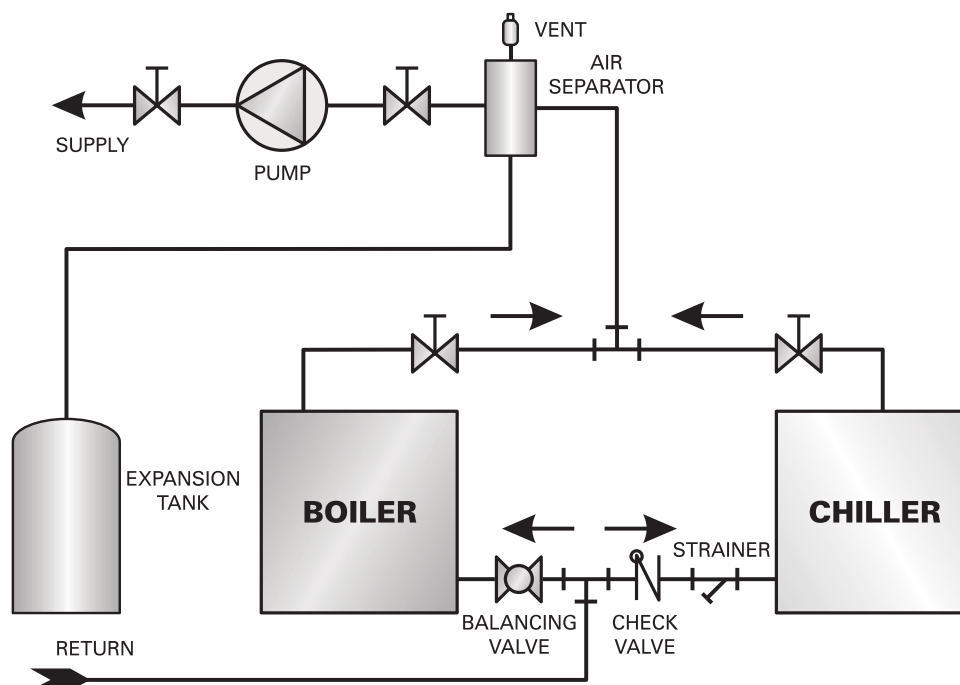 VENT
AIR
SEPARATOR
SUPPLY
PUMP
EXPANSION
TANK
BOILER
CHILLER
STRAINER
BALANCING
VALVE
CHECK
VALVE
RETURN